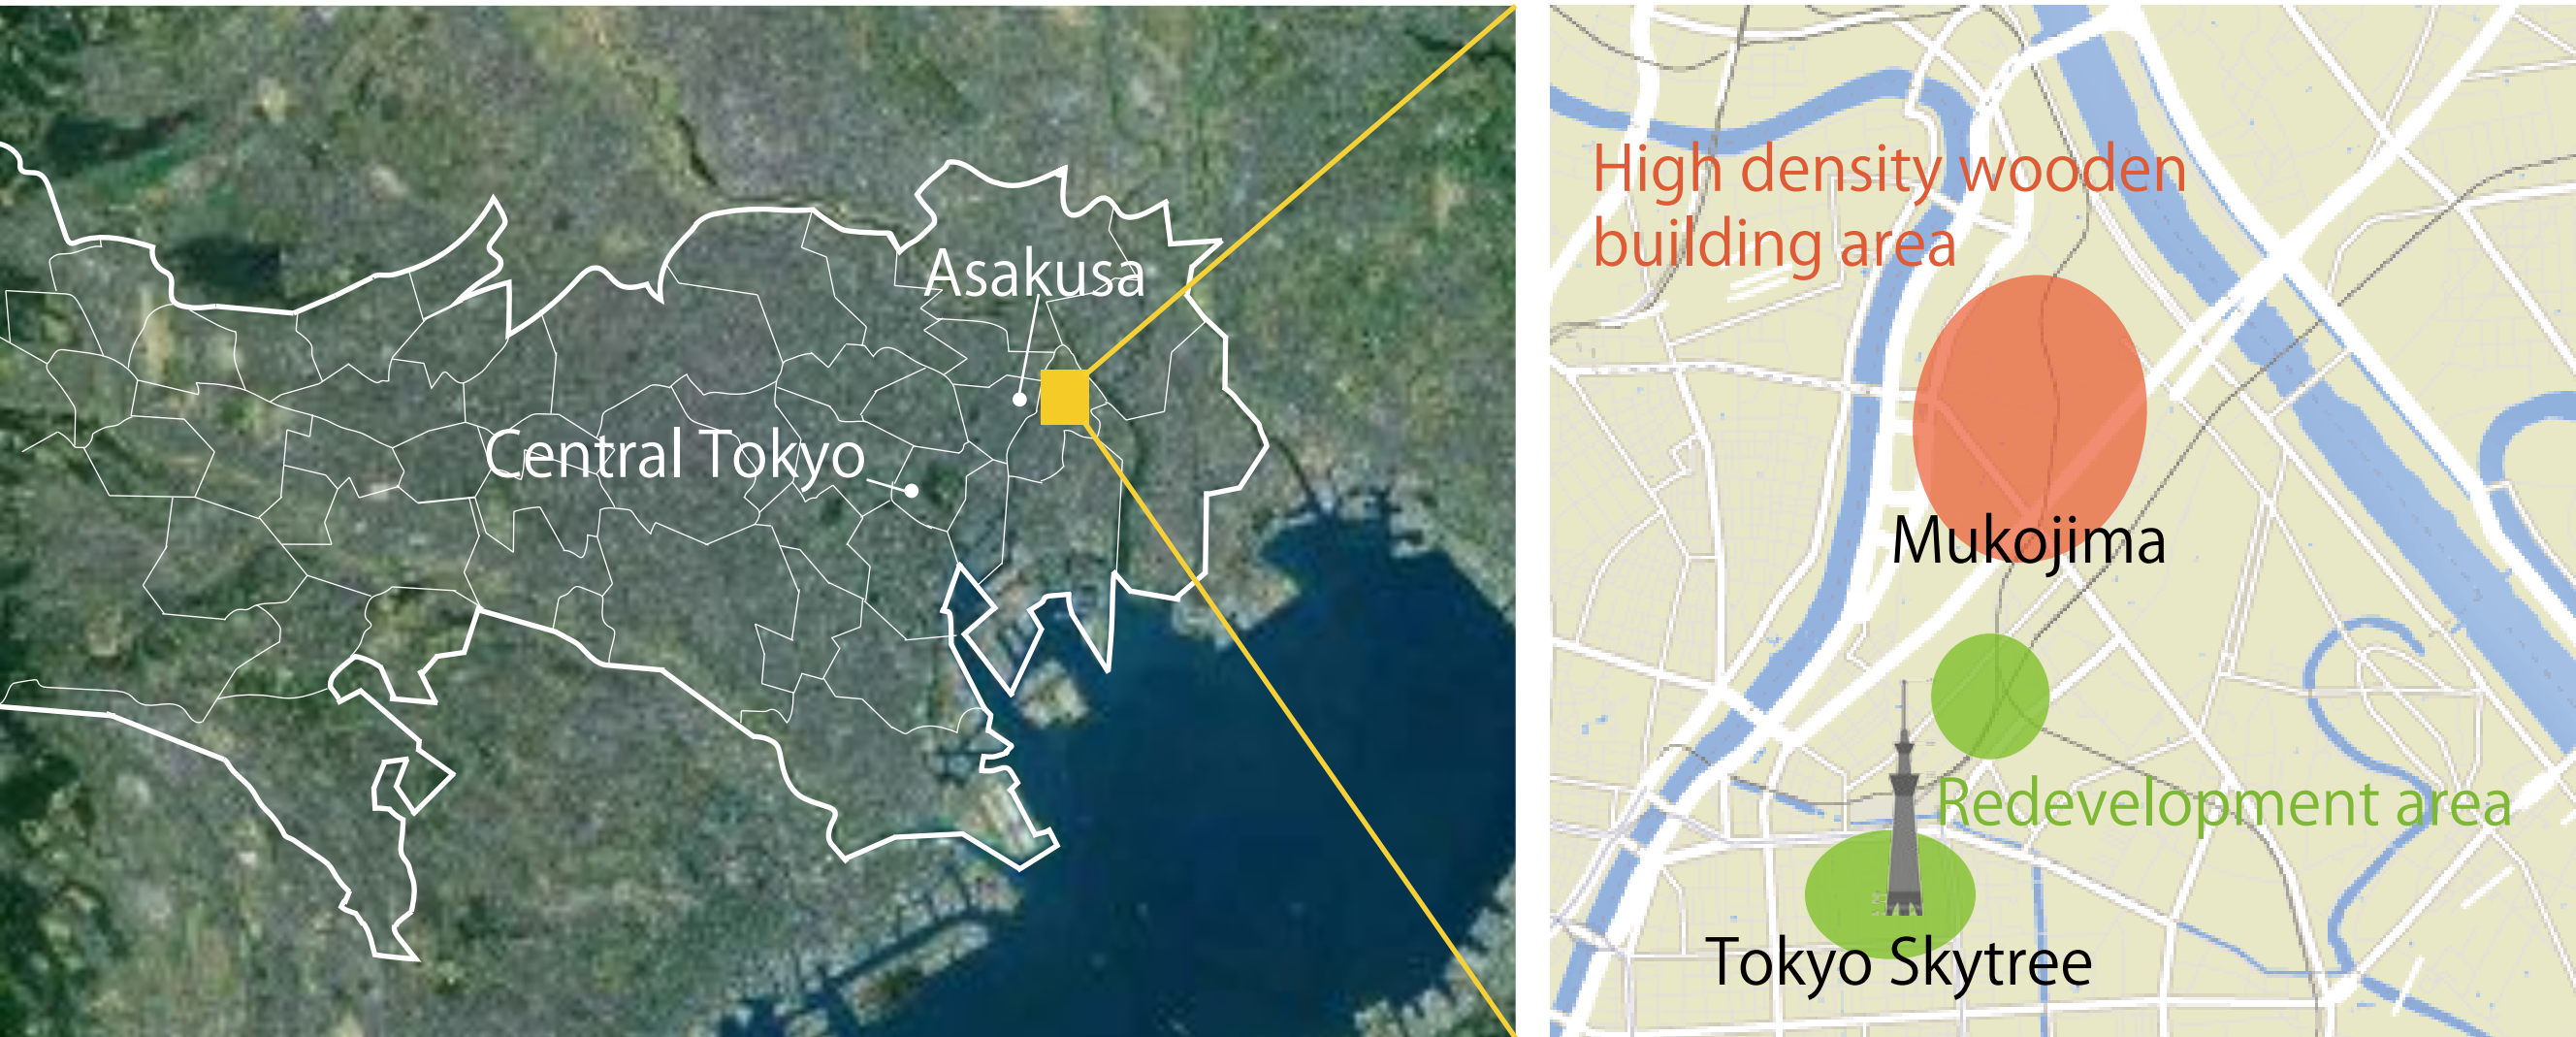 Asakusa
Central Tokyo
High density wooden
building area
Mukojima
Redevelopment area
Tokyo Skytree